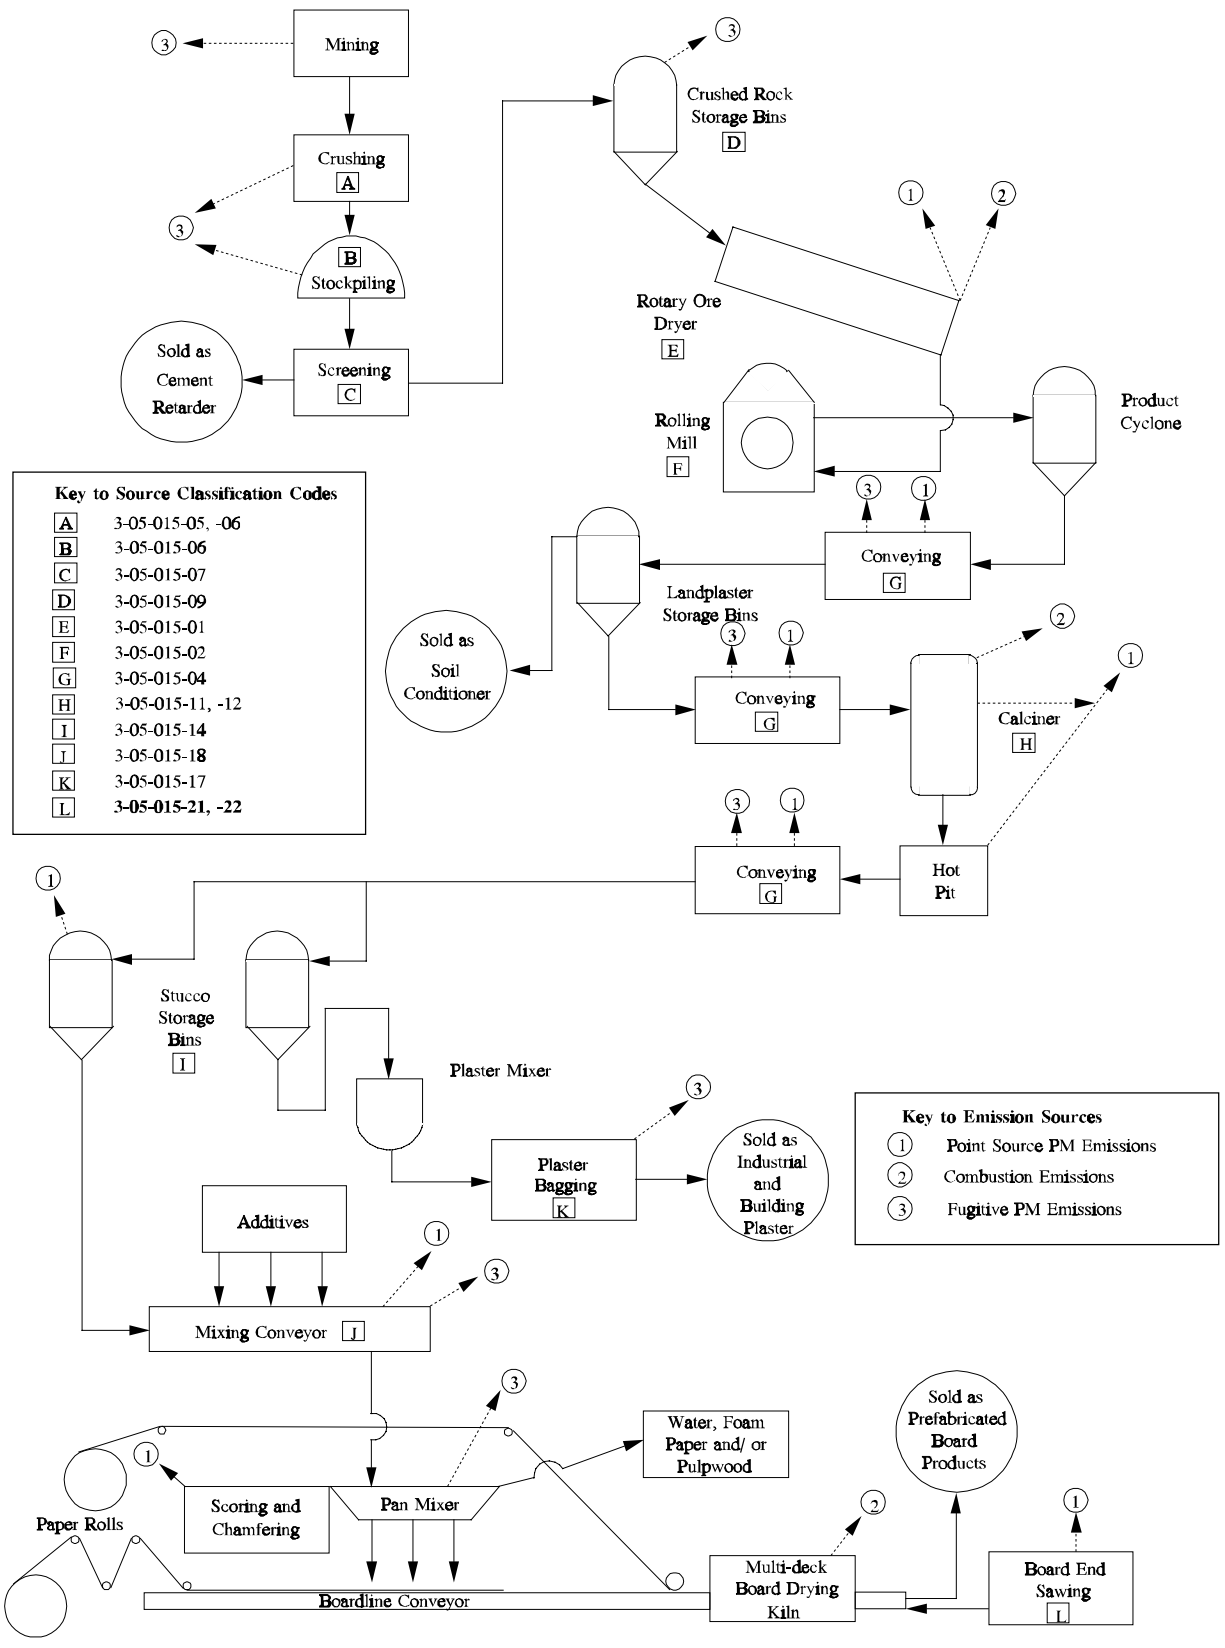 3
Mining
3
Crushed Rock
Storage Bins
D
Crushing
A
3
B
Stockpiling
1
2
Rotary Ore
Dryer
E
Sold as
Cement
Retarder
Screening
C
Rolling
Mill
F
Product
Cyclone
Key to Source Classification Codes
A 3-05-015-05, -06
B 3-05-015-06
C 3-05-015-07
D 3-05-015-09
E 3-05-015-01
F 3-05-015-02
G 3-05-015-04
H 3-05-015-11, -12
I 3-05-015-14
J 3-05-015-18
K 3-05-015-17
L 3-05-015-21, -22
3
1
Conveying
G
Landplaster
Storage Bins
Sold as
Soil
Conditioner
3
1
Conveying
G
2
1
Calciner
H
3
1
Conveying
G
Hot
Pit
1
Stucco
Storage
Bins
I
Plaster Mixer
3
Plaster
Bagging
K
Sold as
Industrial
and
Building
Plaster
Key to Emission Sources
1 Point Source PM Emissions
2 Combustion Emissions
3 Fugitive PM Emissions
Additives
1
3
Mixing Conveyor J
3
Water, Foam
Paper and/ or
Pulpwood
Sold as
Prefabricated
Board
Products
1
Scoring and
Chamfering
Pan Mixer
Paper Rolls
2
1
Multi-deck
Board Drying
Kiln
Board End
Sawing
L
Boardline Conveyor